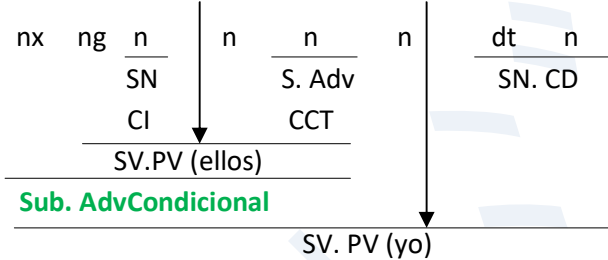 nx ng n n n n dt n
SN S. Adv SN. CD
CI CCT
SV.PV (ellos)
Sub. AdvCondicional
SV. PV (yo)